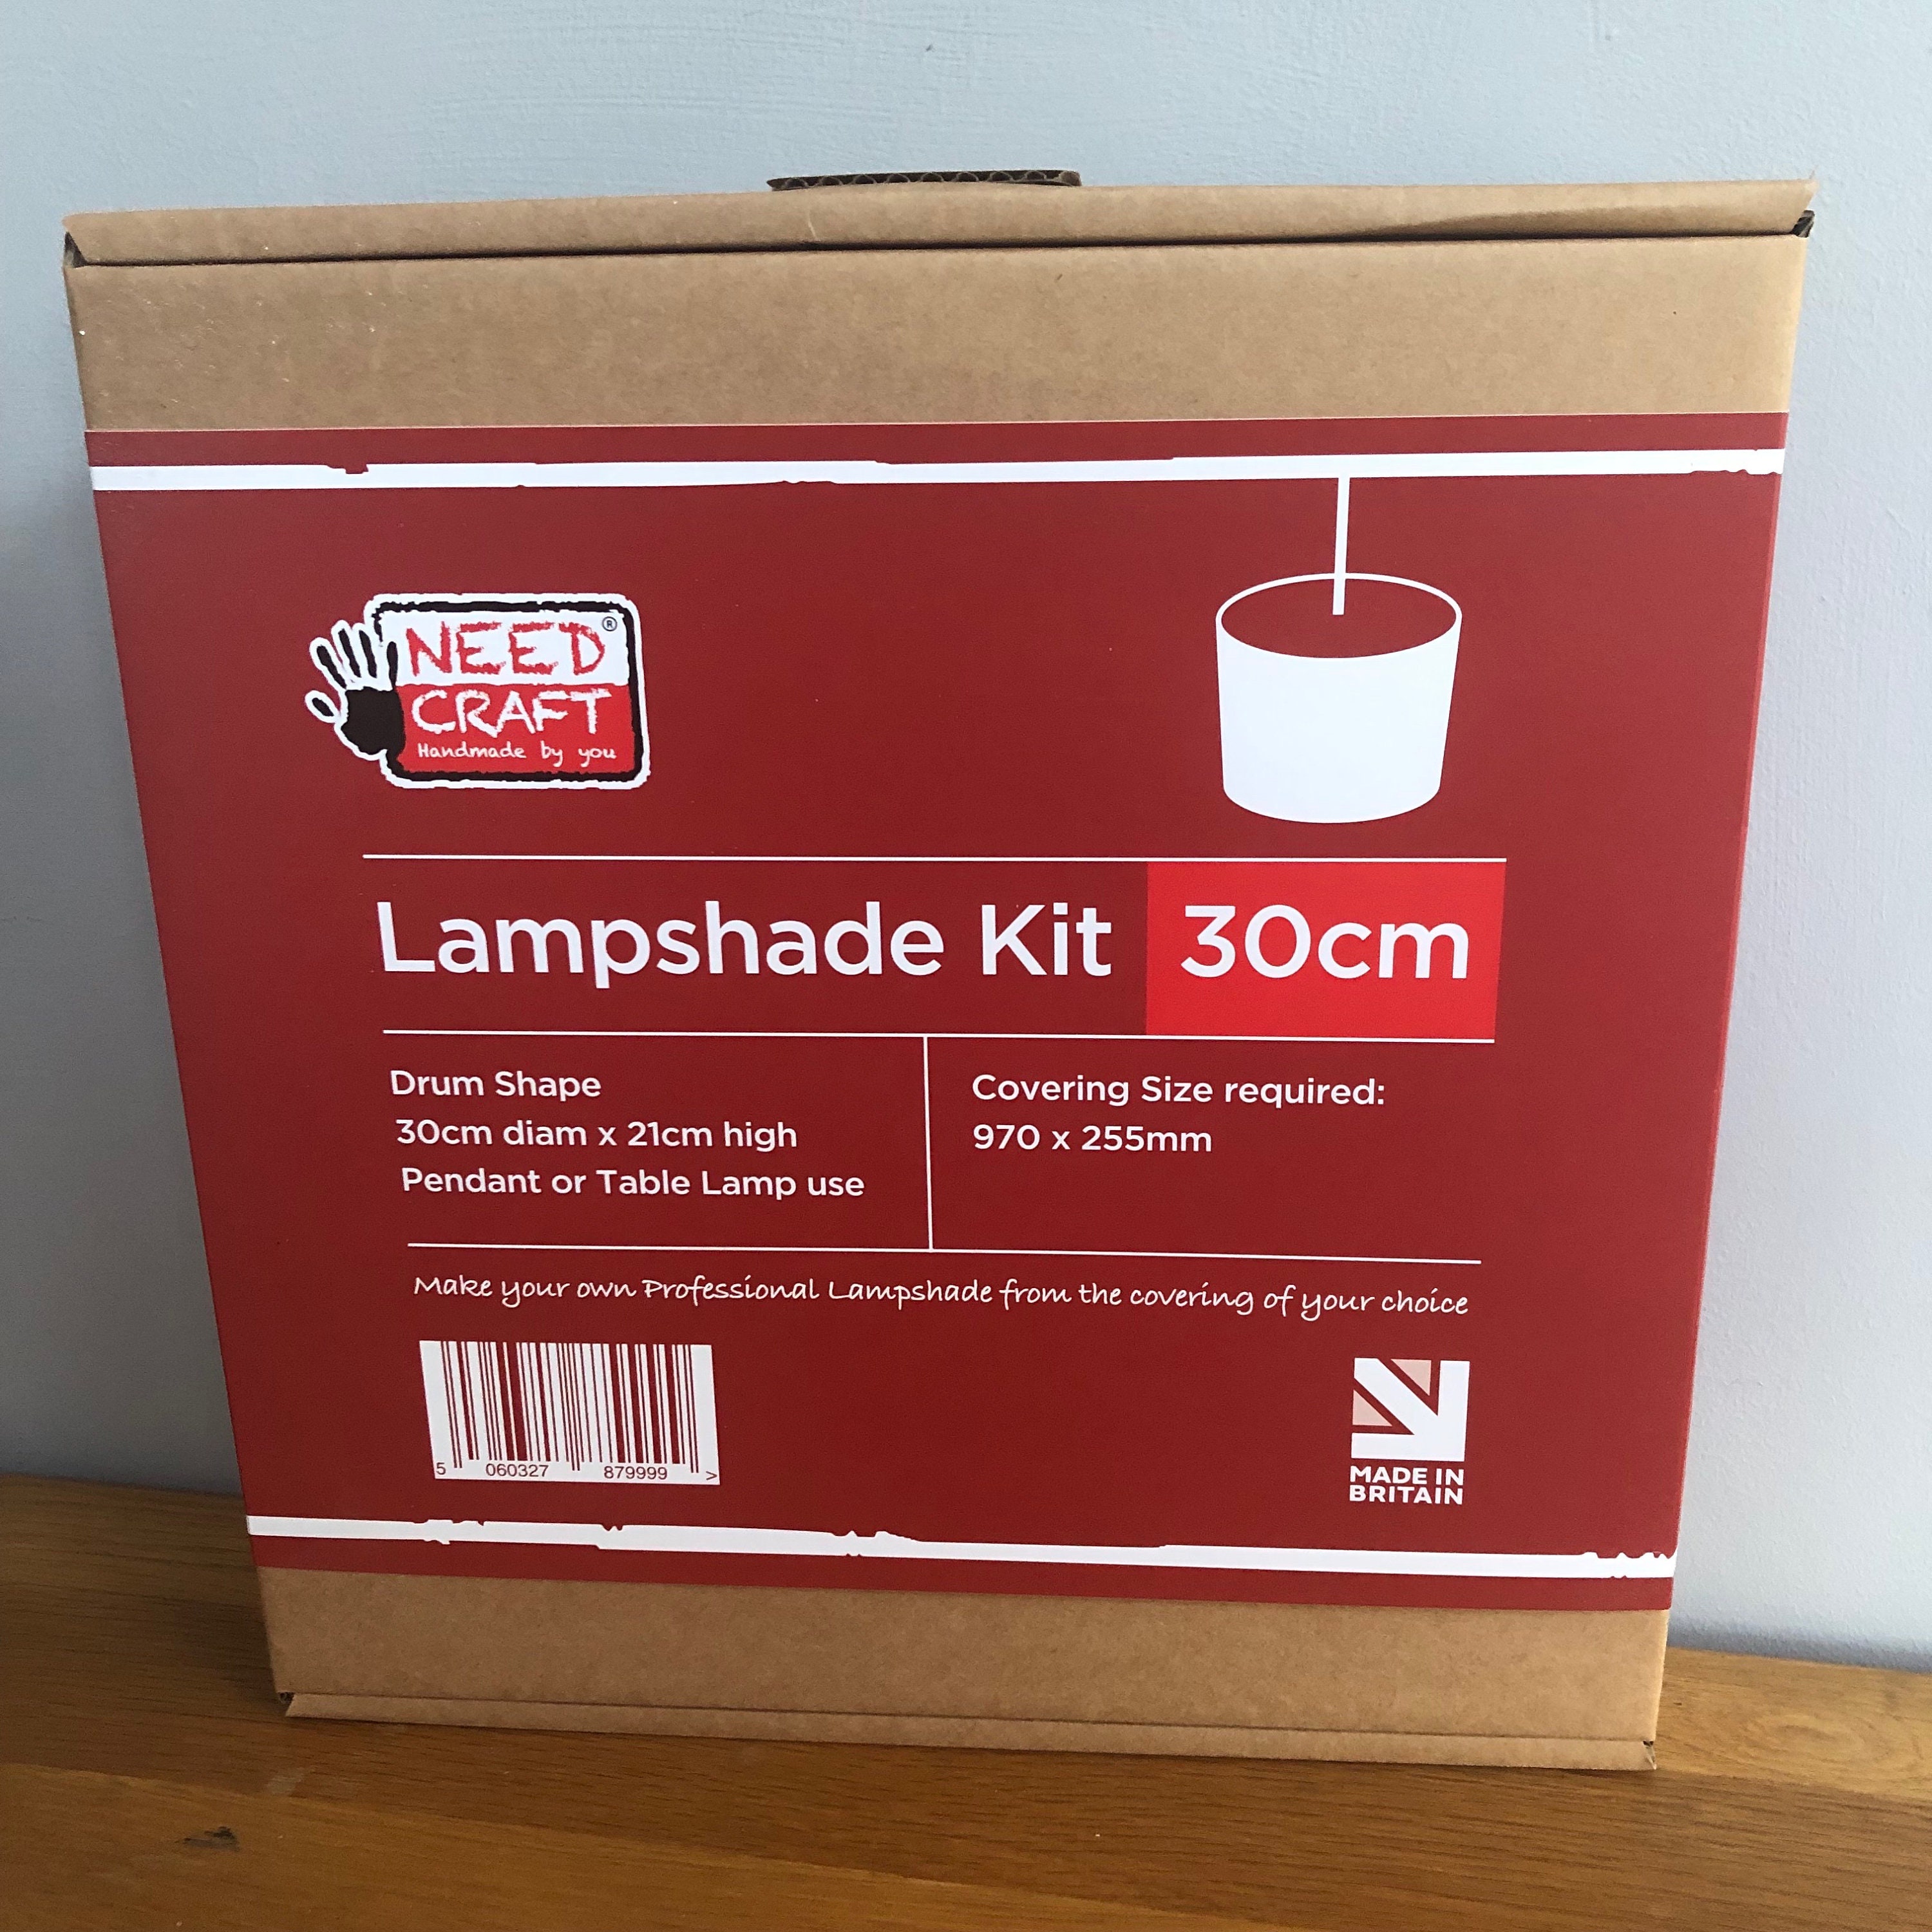 NEED®
CRAFT
Handmade by you
Lampshade Kit 30cm
Drum Shape
30cm diam x 21cm high
Pendant or Table Lamp use
Covering Size required:
970 x 255mm
Make your own Professional Lampshade from the covering of your choice
5 060327 879999 >
MADE IN
BRITAIN